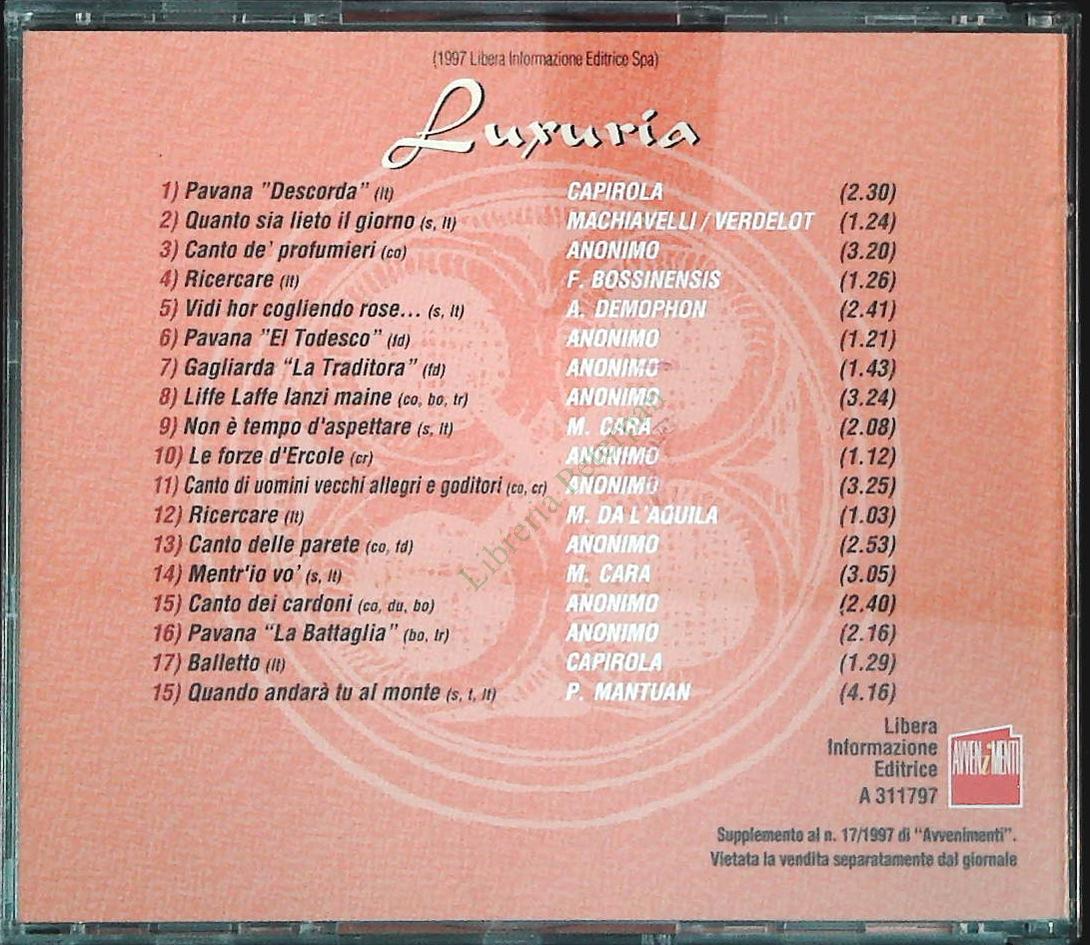 (1997 Libera Informazione Editrice Spa)
Luxuria
1) Pavana "Descorda" (lt) CAPIROLA (2.30)
2) Quanto sia lieto il giorno (s, lt) MACHIAVELLI / VERDELOT (1.24)
3) Canto de' profumieri (co) ANONIMO (3.20)
4) Ricercare (lt) F. BOSSINENSIS (1.26)
5) Vidi hor cogliendo rose... (s, lt) A. DEMOPHON (2.41)
6) Pavana "El Todesco" (fd) ANONIMO (1.21)
7) Gagliarda “La Traditora” (fd) ANONIMO (1.43)
8) Liffe Laffe lanzi maine (co, bo, tr) ANONIMO (3.24)
9) Non è tempo d'aspettare (s, lt) M. CARA (2.08)
10) Le forze d'Ercole (cr) ANONIMO (1.12)
11) Canto di uomini vecchi allegri e goditori (co, cr) ANONIMO (3.25)
12) Ricercare (lt) M. DA L'AQUILA (1.03)
13) Canto delle parete (co, fd) ANONIMO (2.53)
14) Mentr'io vo' (s, lt) M. CARA (3.05)
15) Canto dei cardoni (co, du, bo) ANONIMO (2.40)
16) Pavana “La Battaglia” (bo, tr) ANONIMO (2.16)
17) Balletto (lt) CAPIROLA (1.29)
15) Quando andarà tu al monte (s, t, lt) P. MANTUAN (4.16)
Libera
Informazione
Editrice
A 311797
AVVENiMENTI
Supplemento al n. 17/1997 di “Avvenimenti”.
Vietata la vendita separatamente dal giornale